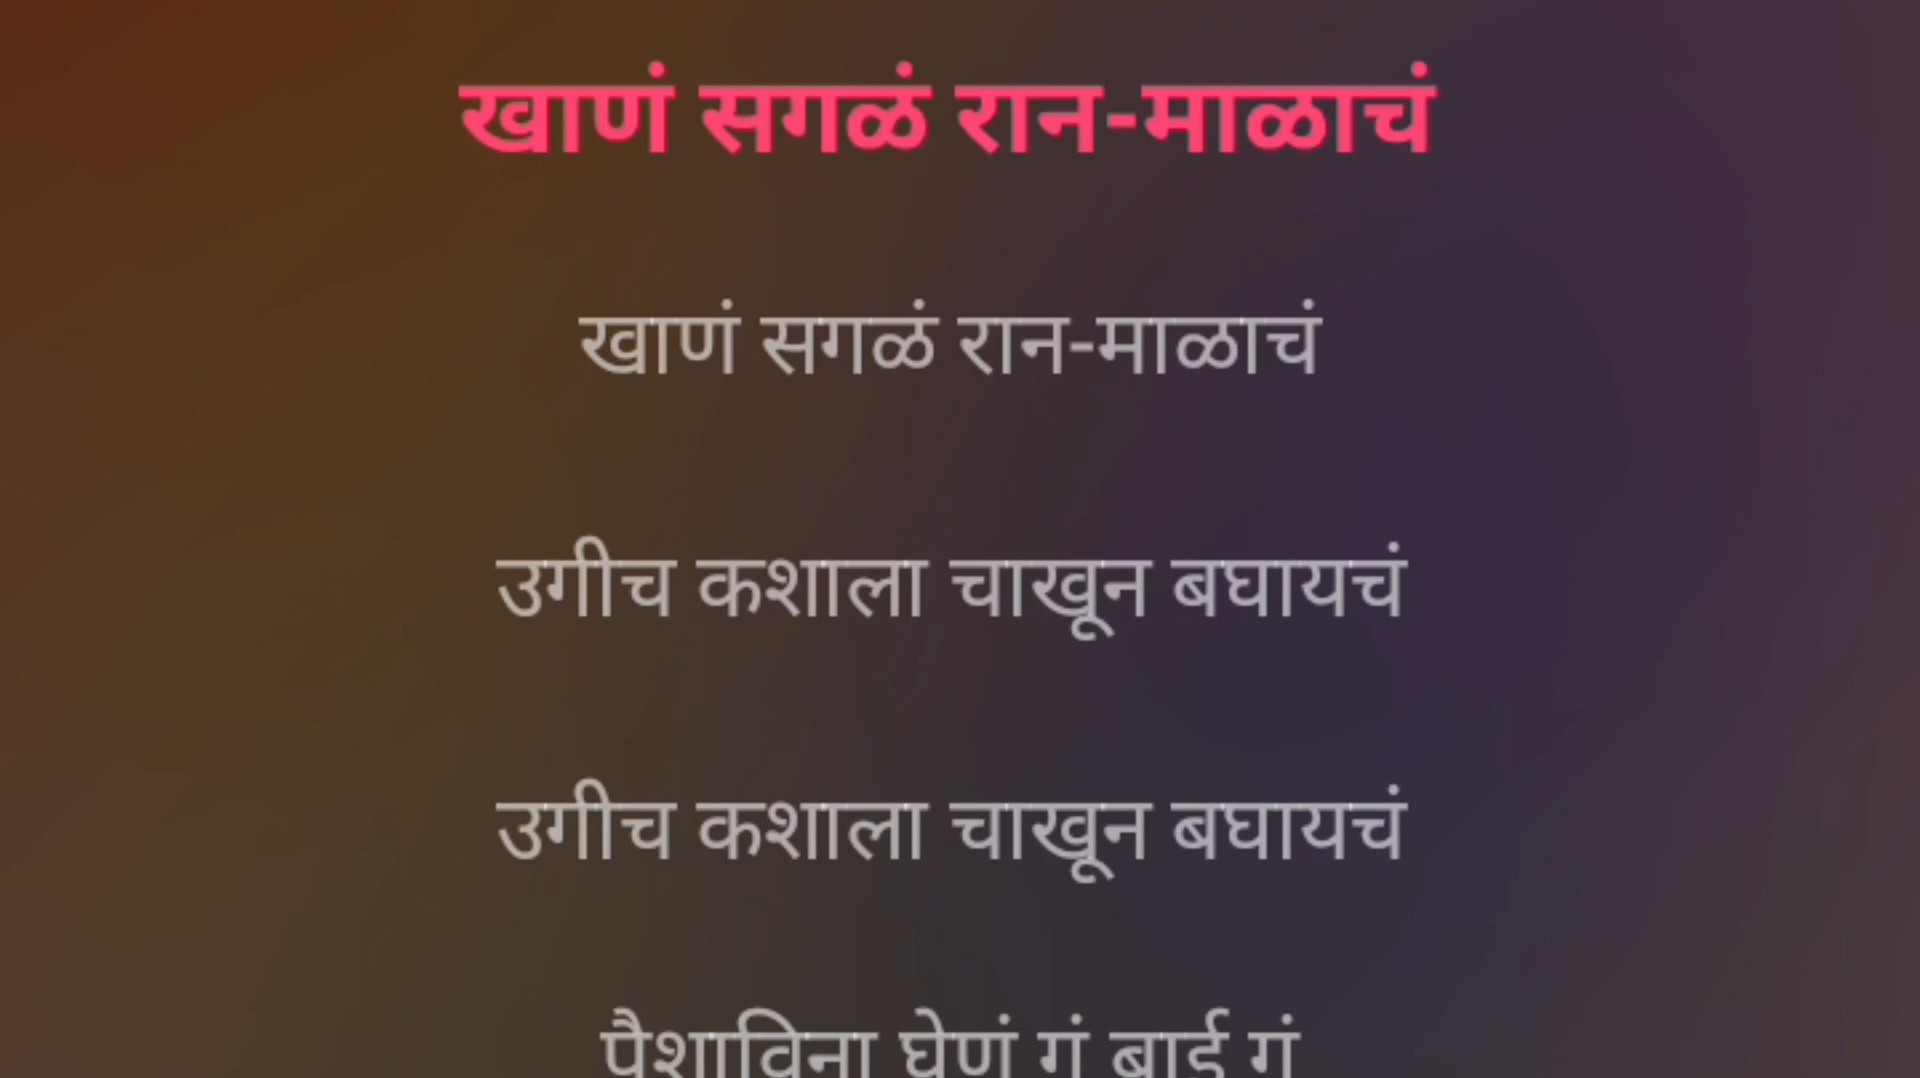 खाणं सगळं रान-माळाचं
खाणं सगळं रान-माळाचं
उगीच कशाला चाखून बघायचं
उगीच कशाला चाखून बघायचं
पैशाविना घेणं गं बाई गं